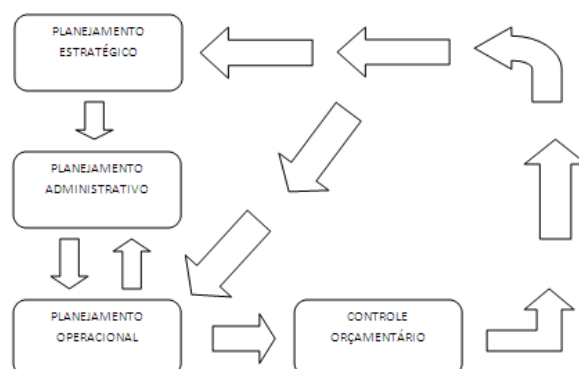 PLANEJAMENTO
ESTRATÉGICO
PLANEJAMENTO
ADMINISTRATIVO
PLANEJAMENTO
OPERACIONAL
CONTROLE
ORÇAMENTÁRIO